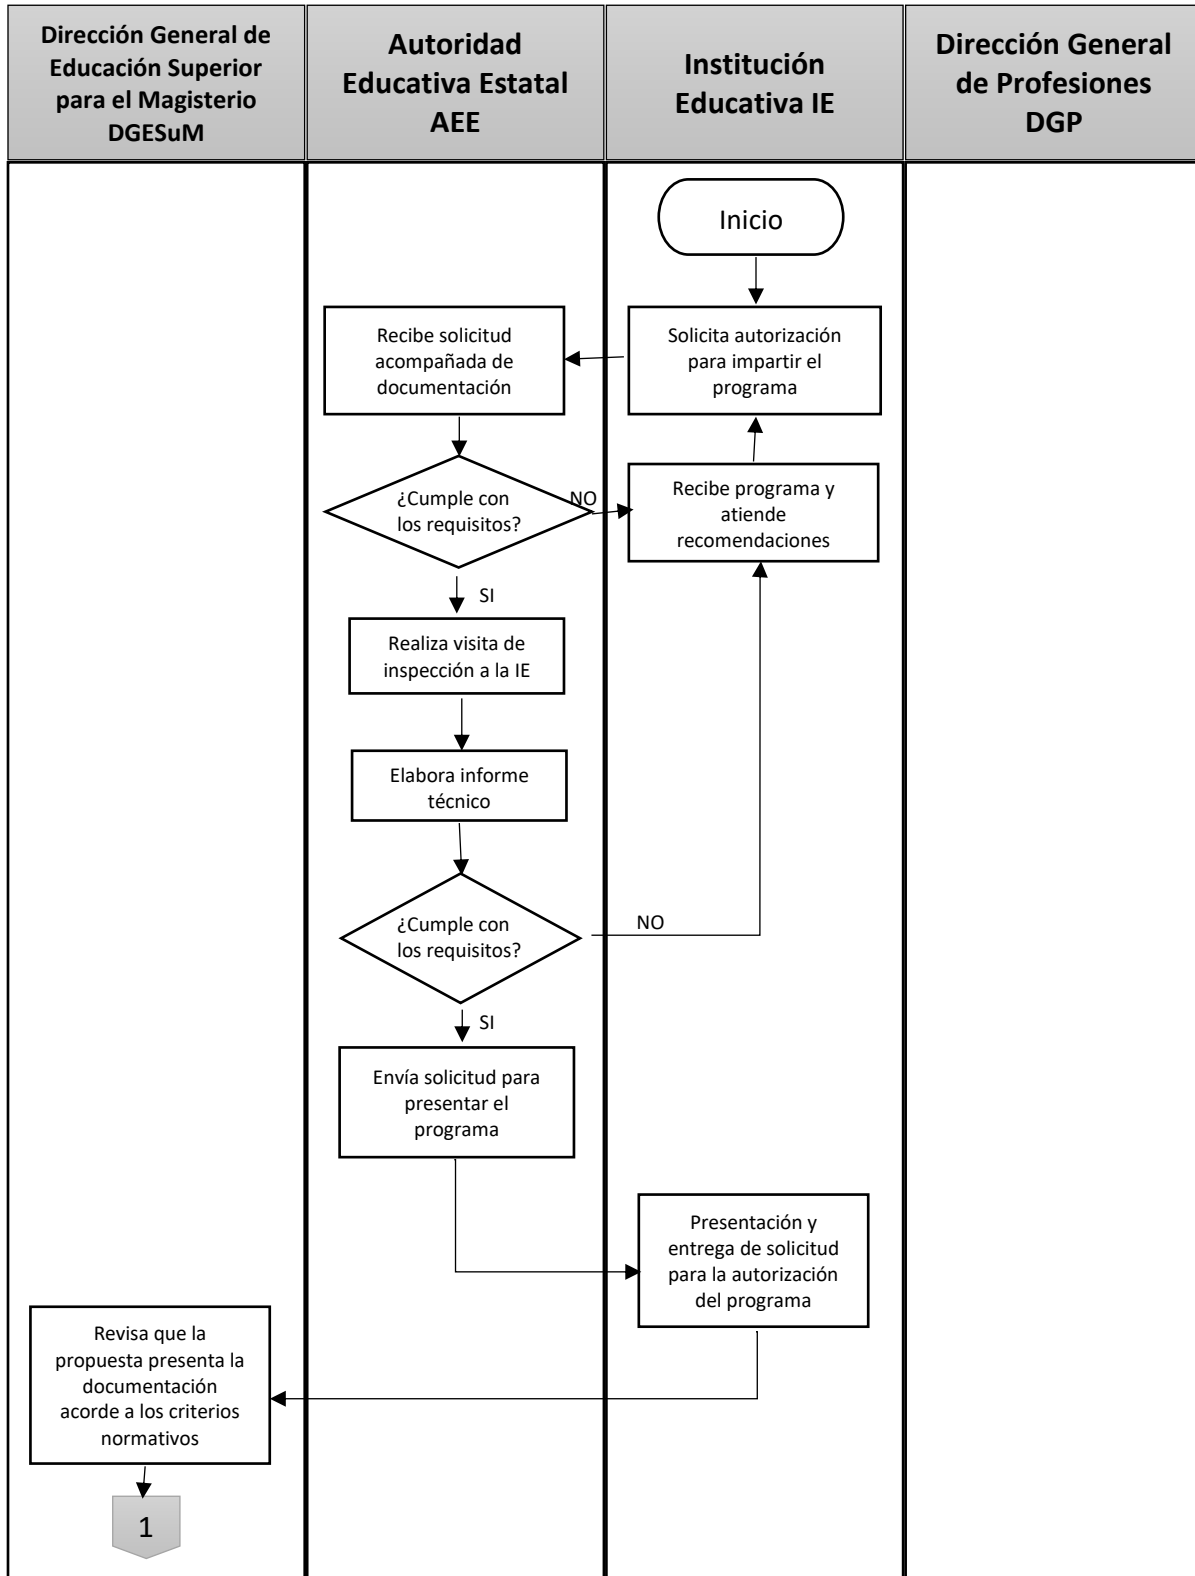 Dirección General de
Educación Superior
para el Magisterio
DGESuM
Autoridad
Educativa Estatal
AEE
Institución
Educativa IE
Dirección General
de Profesiones
DGP
Inicio
Recibe solicitud
acompañada de
documentación
Solicita autorización
para impartir el
programa
¿Cumple con
los requisitos?
NO
Recibe programa y
atiende
recomendaciones
SI
Realiza visita de
inspección a la IE
Elabora informe
técnico
¿Cumple con
los requisitos?
NO
SI
Envía solicitud para
presentar el
programa
Presentación y
entrega de solicitud
para la autorización
del programa
Revisa que la
propuesta presenta la
documentación
acorde a los criterios
normativos
1